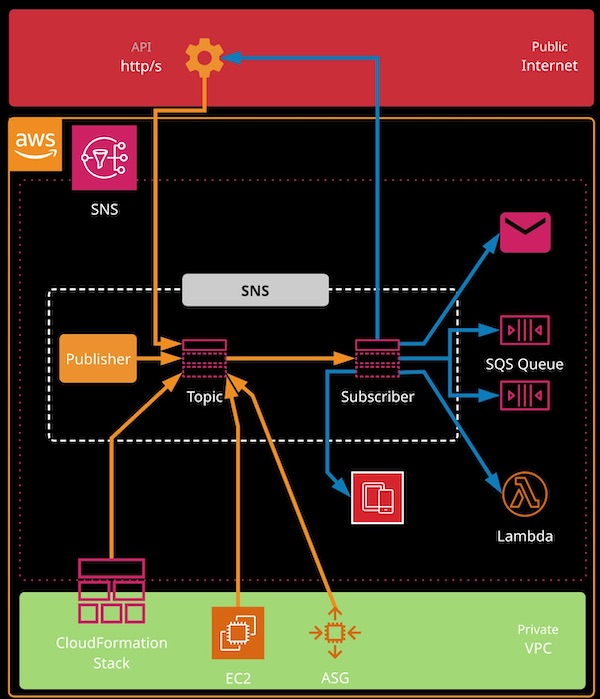 API
http/s
Public
Internet
aws
SNS
SNS
Publisher
Topic
Subscriber
SQS Queue
Lambda
CloudFormation
Stack
EC2
ASG
Private
VPC